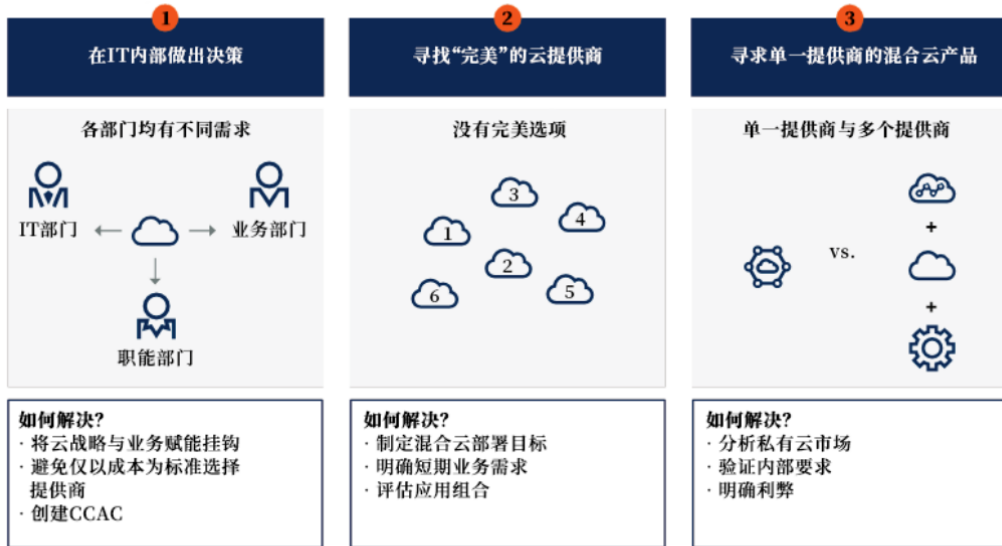 1
在IT内部做出决策
各部门均有不同需求
IT部门
业务部门
职能部门
如何解决?
· 将云战略与业务赋能挂钩
· 避免仅以成本为标准选择
提供商
· 创建CCAC
2
寻找“完美”的云提供商
没有完美选项
3
4
1
2
5
6
如何解决?
· 制定混合云部署目标
· 明确短期业务需求
· 评估应用组合
3
寻求单一提供商的混合云产品
单一提供商与多个提供商
+
vs.
+
如何解决?
· 分析私有云市场
· 验证内部要求
· 明确利弊